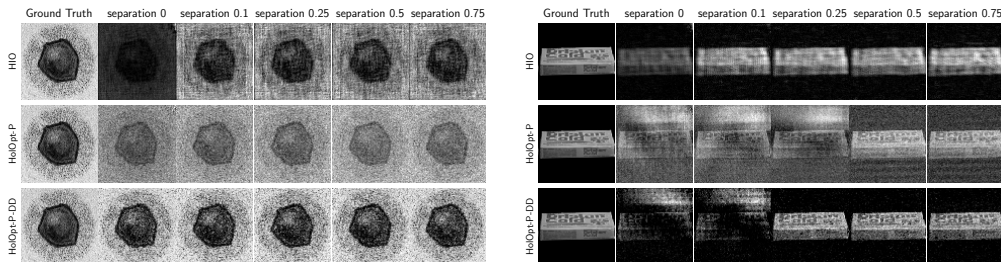 Ground Truth separation 0 separation 0.1 separation 0.25 separation 0.5 separation 0.75
HIO
HolOpt-P
HolOpt-P-DD
Ground Truth separation 0 separation 0.1 separation 0.25 separation 0.5 separation 0.75
HIO
HolOpt-P
HolOpt-P-DD